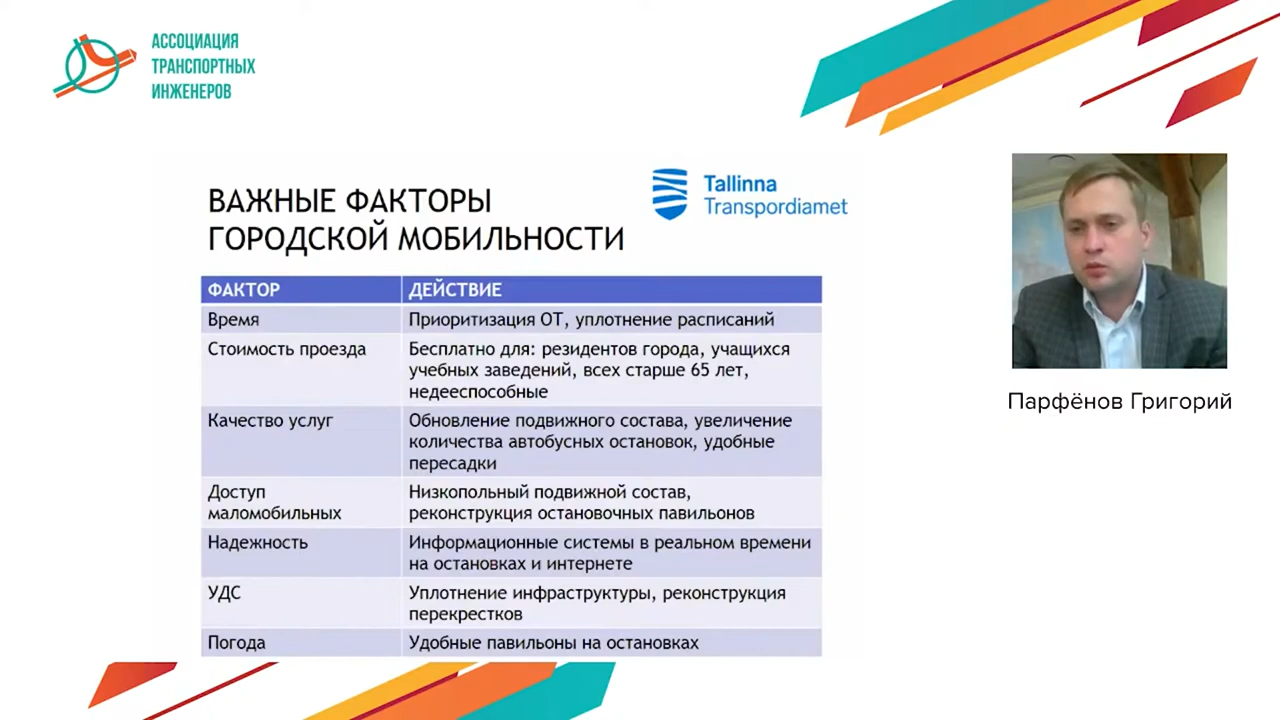 АССОЦИАЦИЯ
ТРАНСПОРТНЫХ
ИНЖЕНЕРОВ
ВАЖНЫЕ ФАКТОРЫ
ГОРОДСКОЙ МОБИЛЬНОСТИ
Tallinna
Transpordiamet
ФАКТОР ДЕЙСТВИЕ
Время Приоритизация ОТ, уплотнение расписаний
Стоимость проезда Бесплатно для: резидентов города, учащихся
учебных заведений, всех старше 65 лет,
недееспособные
Качество услуг Обновление подвижного состава, увеличение
количества автобусных остановок, удобные
пересадки
Доступ Низкопольный подвижной состав,
маломобильных реконструкция остановочных павильонов
Надежность Информационные системы в реальном времени
на остановках и интернете
УДС Уплотнение инфраструктуры, реконструкция
перекрестков
Погода Удобные павильоны на остановках
Парфёнов Григорий